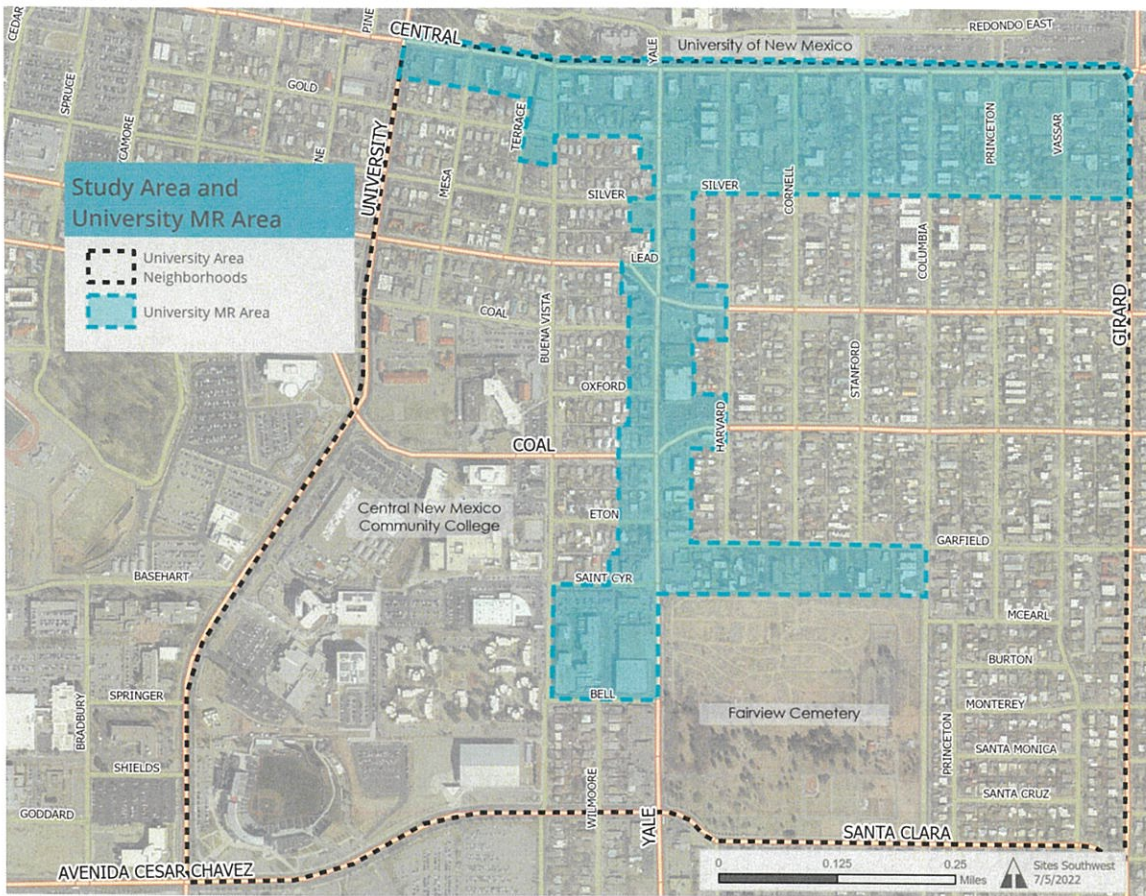 CEDAR
PINE
CENTRAL
YALE
REDONDO EAST
University of New Mexico
SPRUCE
GOLD
TERRACE
PRINCETON
VASSAR
CAMORE
NE
UNIVERSITY
MESA
SILVER
SILVER
CORNELL
Study Area and
University MR Area
University Area
Neighborhoods
University MR Area
LEAD
COLUMBIA
GIRARD
COAL
BUENA VISTA
OXFORD
STANFORD
HARVARD
COAL
Central New Mexico
Community College
ETON
GARFIELD
BASEHART
SAINT CYR
MCEARL
BURTON
SPRINGER
BELL
MONTEREY
BRADBURY
Fairview Cemetery
PRINCETON
SANTA MONICA
SHIELDS
SANTA CRUZ
GODDARD
WILMOORE
YALE
SANTA CLARA
AVENIDA CESAR CHAVEZ
0 0.125 0.25
Miles
Sites Southwest
7/5/2022